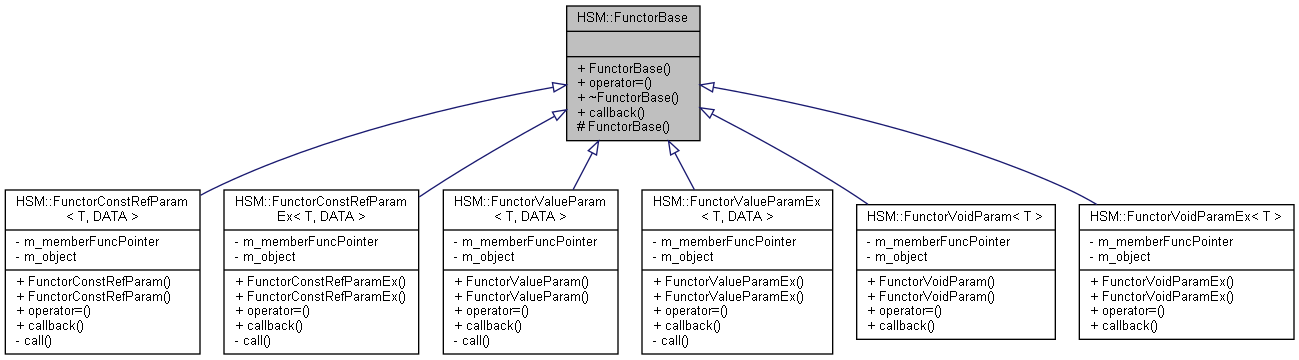 HSM::FunctorBase
+ FunctorBase()
+ operator=()
+ ~FunctorBase()
+ callback()
# FunctorBase()
HSM::FunctorConstRefParam
< T, DATA >
- m_memberFuncPointer
- m_object
+ FunctorConstRefParam()
+ FunctorConstRefParam()
+ operator=()
+ callback()
- call()
HSM::FunctorConstRefParam
Ex< T, DATA >
- m_memberFuncPointer
- m_object
+ FunctorConstRefParamEx()
+ FunctorConstRefParamEx()
+ operator=()
+ callback()
- call()
HSM::FunctorValueParam
< T, DATA >
- m_memberFuncPointer
- m_object
+ FunctorValueParam()
+ FunctorValueParam()
+ operator=()
+ callback()
- call()
HSM::FunctorValueParamEx
< T, DATA >
- m_memberFuncPointer
- m_object
+ FunctorValueParamEx()
+ FunctorValueParamEx()
+ operator=()
+ callback()
- call()
HSM::FunctorVoidParam< T >
- m_memberFuncPointer
- m_object
+ FunctorVoidParam()
+ FunctorVoidParam()
+ operator=()
+ callback()
HSM::FunctorVoidParamEx< T >
- m_memberFuncPointer
- m_object
+ FunctorVoidParamEx()
+ FunctorVoidParamEx()
+ operator=()
+ callback()